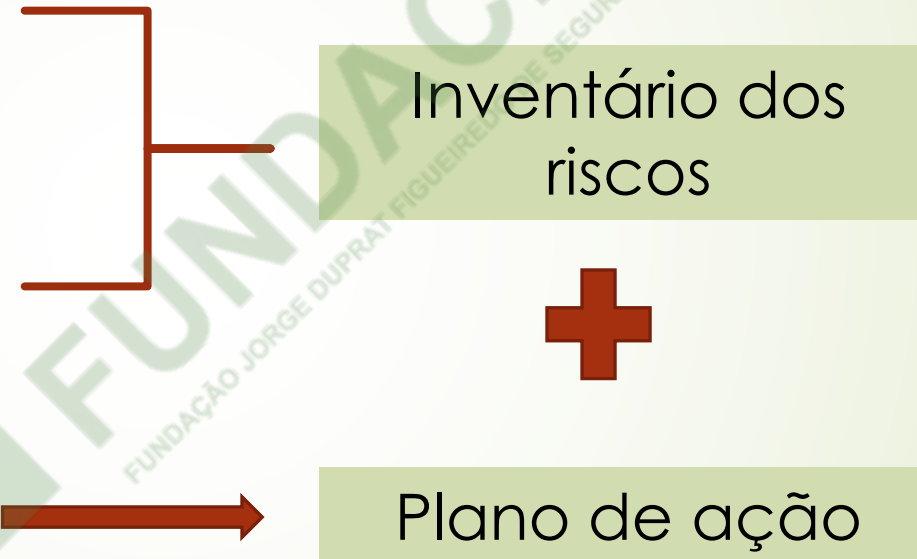 Inventário dos
riscos
FUNDAC
FUNDAÇÃO JORGE DUPRAT FIGUEIREDO DE SEGUR
Plano de ação